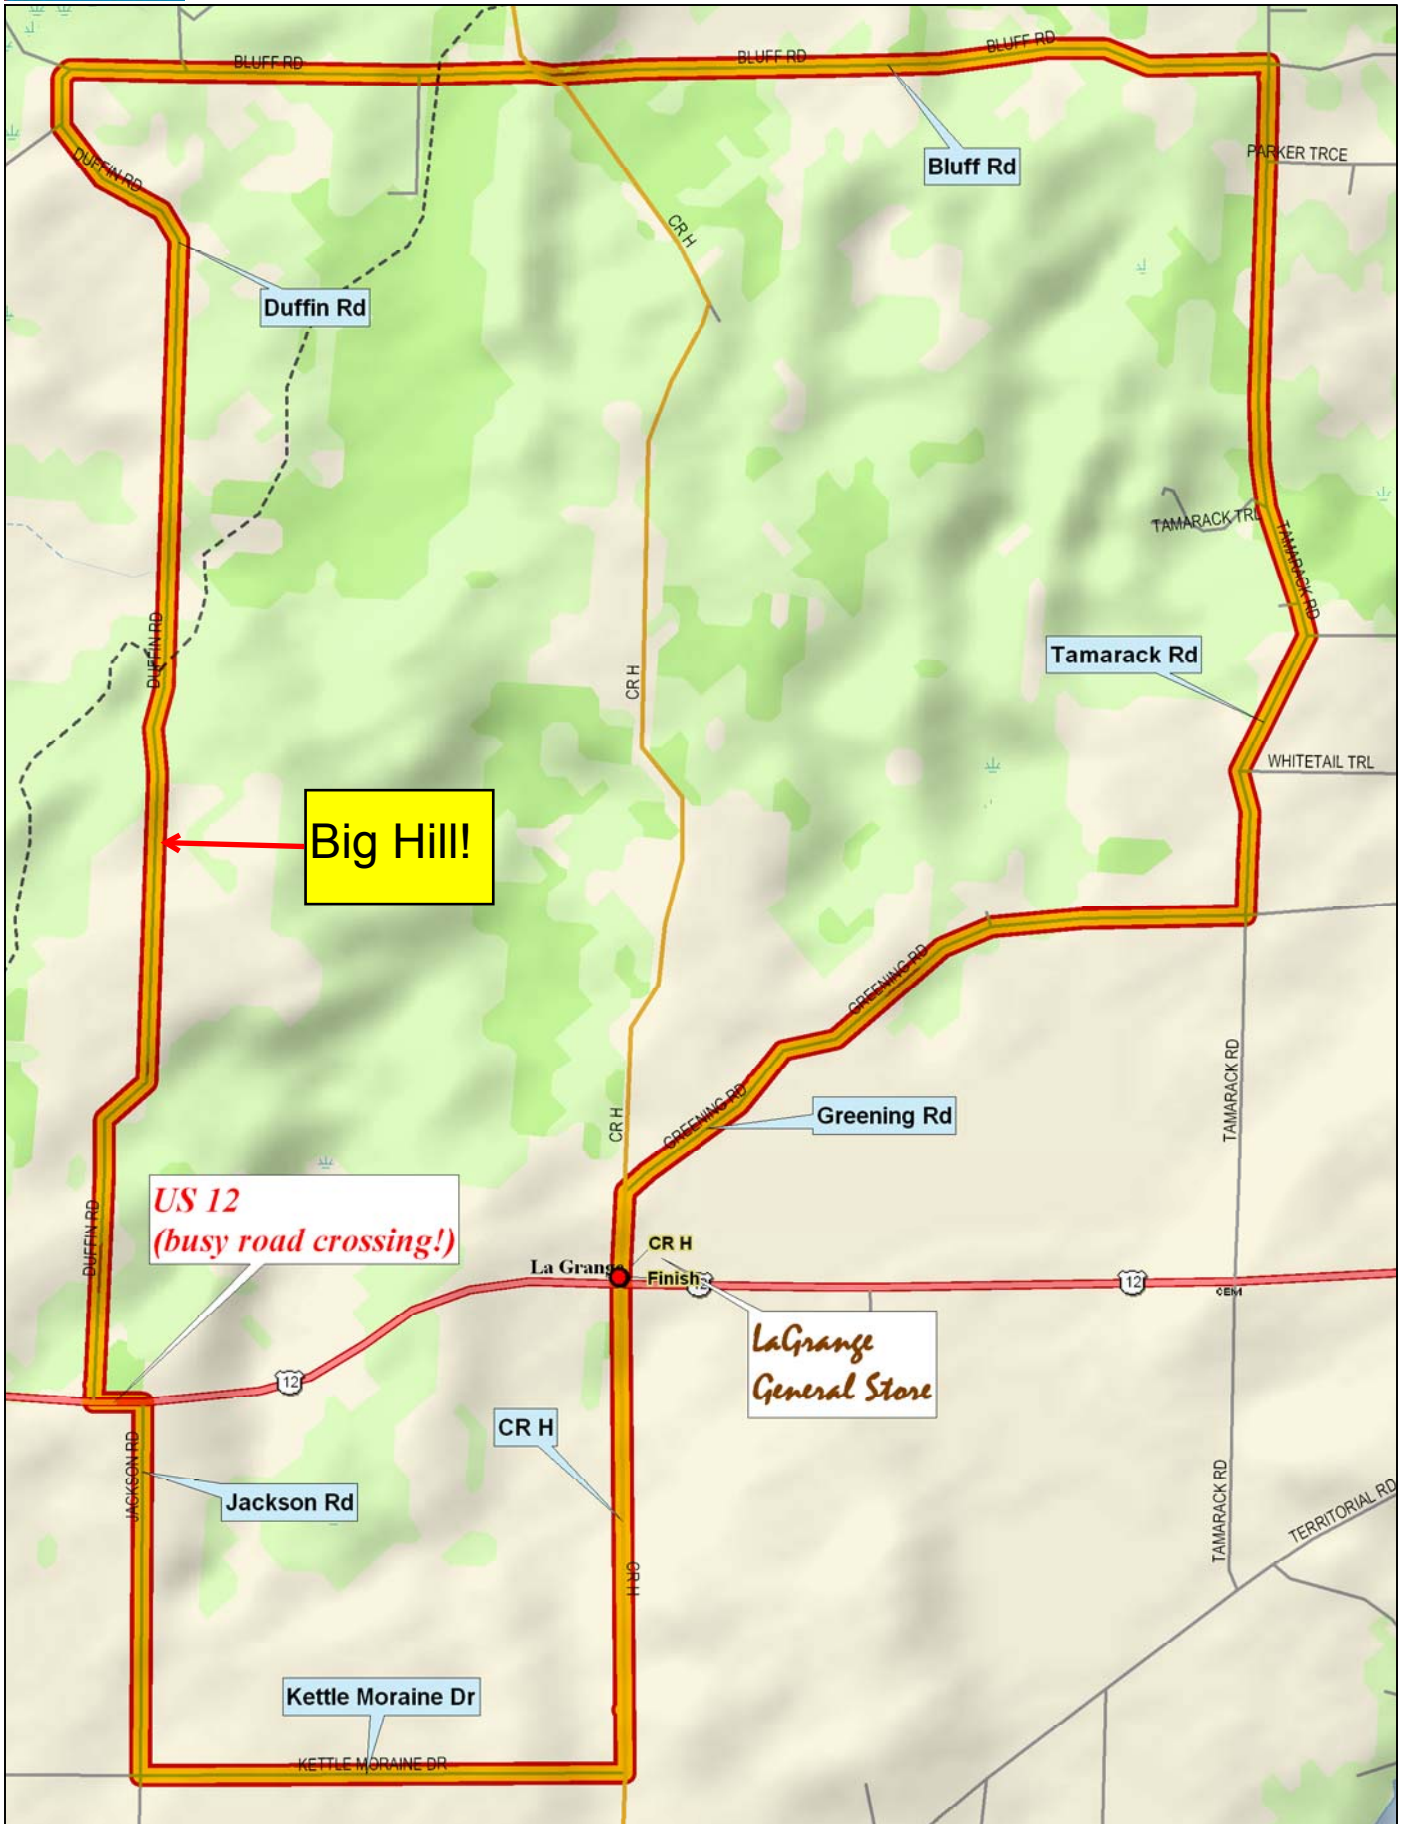 BLUFF RD
BLUFF RD
BLUFF RD
Bluff Rd
PARKER TRCE
DUFFIN RD
CR H
Duffin Rd
TAMARACK TRL
TAMARACK RD
DUFFIN RD
CR H
Tamarack Rd
WHITETAIL TRL
Big Hill!
GREENING RD
TAMARACK RD
GREENING RD
Greening Rd
CR H
US 12
(busy road crossing!)
DUFFIN RD
CR H
La Grange
Finish
12
12
CEM
LaGrange
General Store
12
CR H
JACKSON RD
Jackson Rd
TAMARACK RD
TERRITORIAL RD
CR H
Kettle Moraine Dr
KETTLE MORAINE DR